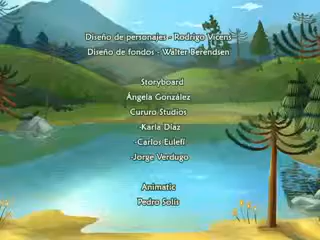 Diseño de personajes - Rodrigo Vicens
Diseño de fondos - Walter Berendsen
Storyboard
Ángela González
Cururo Studios
-Karla Díaz
-Carlos Eulefí
-Jorge Verdugo
Animatic
Pedro Solís